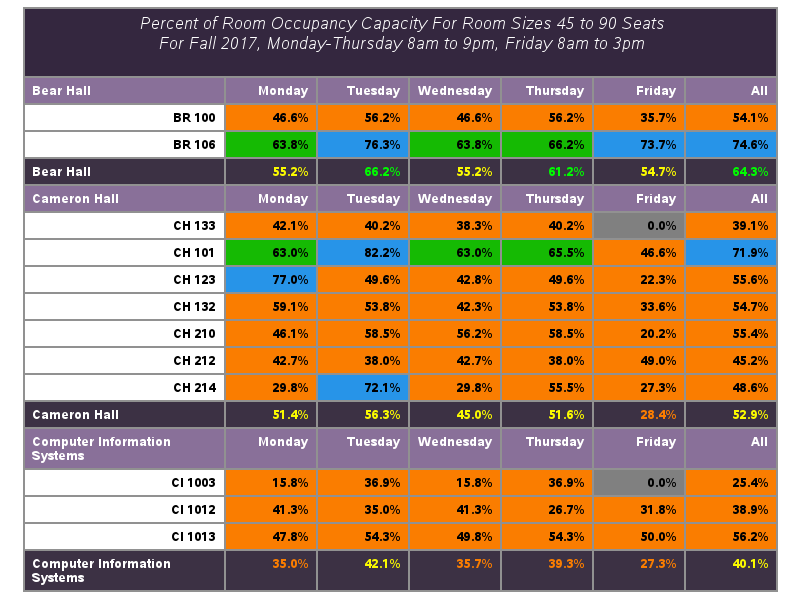 Percent of Room Occupancy Capacity For Room Sizes 45 to 90 Seats
For Fall 2017, Monday-Thursday 8am to 9pm, Friday 8am to 3pm
Bear Hall Monday Tuesday Wednesday Thursday Friday All
BR 100 46.6% 56.2% 46.6% 56.2% 35.7% 54.1%
BR 106 63.8% 76.3% 63.8% 66.2% 73.7% 74.6%
Bear Hall 55.2% 66.2% 55.2% 61.2% 54.7% 64.3%
Cameron Hall Monday Tuesday Wednesday Thursday Friday All
CH 133 42.1% 40.2% 38.3% 40.2% 0.0% 39.1%
CH 101 63.0% 82.2% 63.0% 65.5% 46.6% 71.9%
CH 123 77.0% 49.6% 42.8% 49.6% 22.3% 55.6%
CH 132 59.1% 53.8% 42.3% 53.8% 33.6% 54.7%
CH 210 46.1% 58.5% 56.2% 58.5% 20.2% 55.4%
CH 212 42.7% 38.0% 42.7% 38.0% 49.0% 45.2%
CH 214 29.8% 72.1% 29.8% 55.5% 27.3% 48.6%
Cameron Hall 51.4% 56.3% 45.0% 51.6% 28.4% 52.9%
Computer Information Monday Tuesday Wednesday Thursday Friday All
Systems
CI 1003 15.8% 36.9% 15.8% 36.9% 0.0% 25.4%
CI 1012 41.3% 35.0% 41.3% 26.7% 31.8% 38.9%
CI 1013 47.8% 54.3% 49.8% 54.3% 50.0% 56.2%
Computer Information 35.0% 42.1% 35.7% 39.3% 27.3% 40.1%
Systems